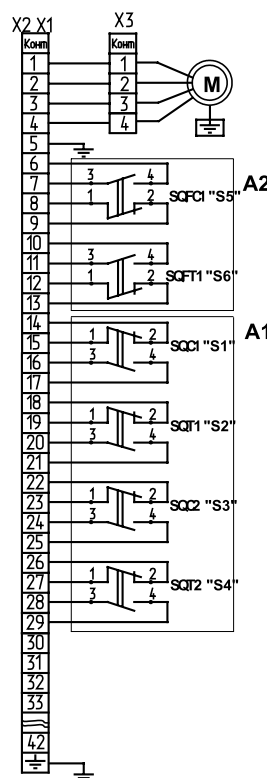 X2 X1 X3
Конт Конт
1 1
2 2
3 3
4 4
M
5
6
7 3 4
8 1 2
SQFC1 "S5"
A2
9
10
11 3 4
12 1 2
SQFT1 "S6"
13
14
A1
15 1 2
SQC1 "S1"
16 3 4
17
18
19 1 2
SQT1 "S2"
20 3 4
21
22
23 1 2
SQC2 "S3"
24 3 4
25
26
27 1 2
SQT2 "S4"
28 3 4
29
30
31
32
33
42